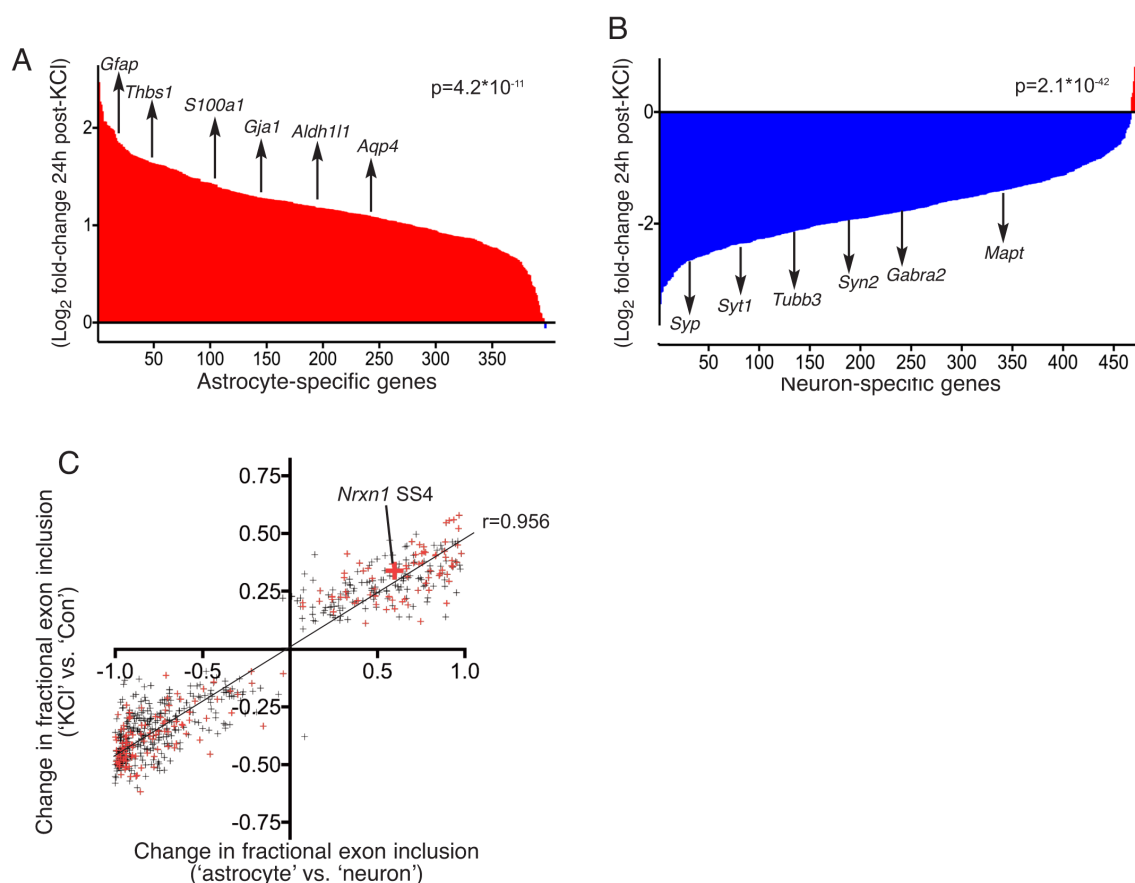 A
(Log2 fold-change 24h post-KCl)
Gfap
Thbs1
S100a1
Gja1
Aldh1l1
Aqp4
p=4.2*10-11
2
1
0
50
100
150
200
250
300
350
Astrocyte-specific genes
B
(Log2 fold-change 24h post-KCl)
p=2.1*10-42
0
-2
Syp
Syt1
Tubb3
Syn2
Gabra2
Mapt
50
100
150
200
250
300
350
400
450
Neuron-specific genes
C
Change in fractional exon inclusion
('KCl' vs. 'Con')
0.75
Nrxn1 SS4
r=0.956
0.50
0.25
-1.0
-0.5
0.5
1.0
-0.25
-0.50
-0.75
Change in fractional exon inclusion
('astrocyte' vs. 'neuron')